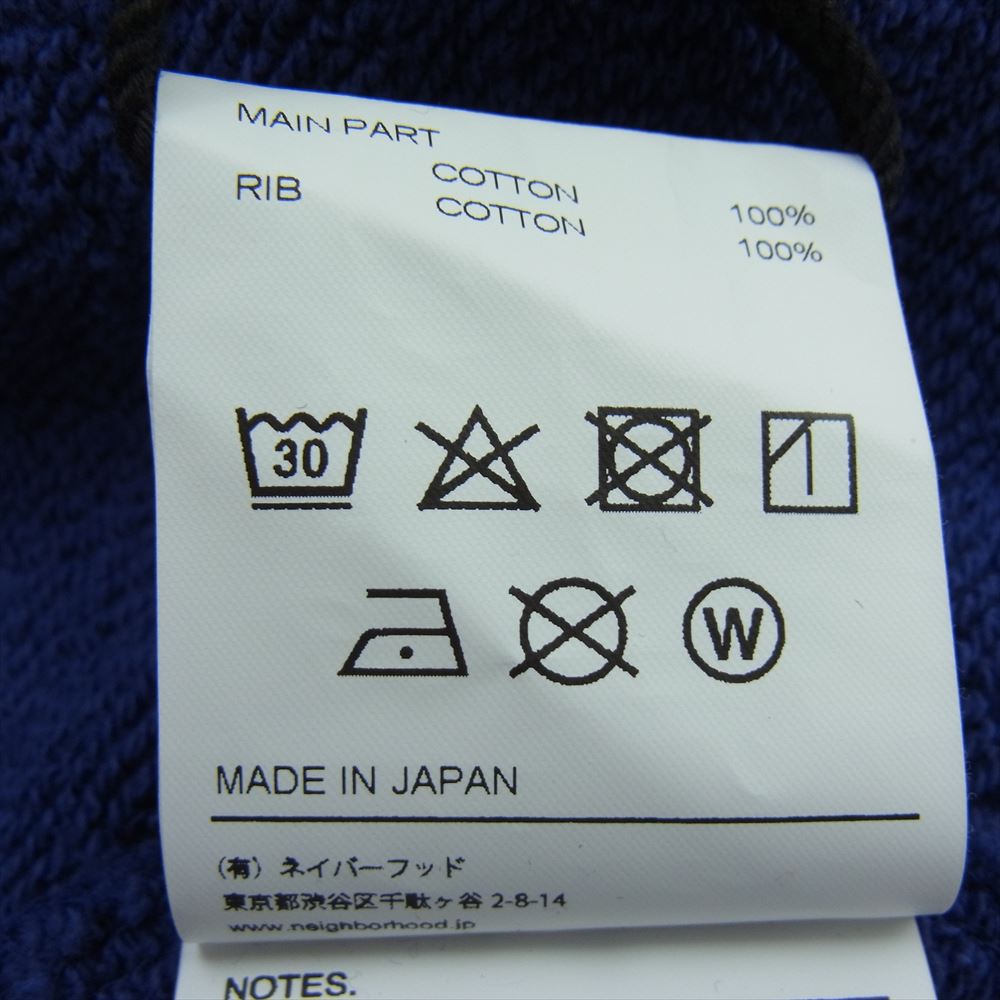 MAIN PART
COTTON 100%
RIB COTTON 100%
30
W
MADE IN JAPAN
(有) ネイバーフッド
東京都渋谷区千駄ヶ谷 2-8-14
www.neighborhood.jp
NOTES.